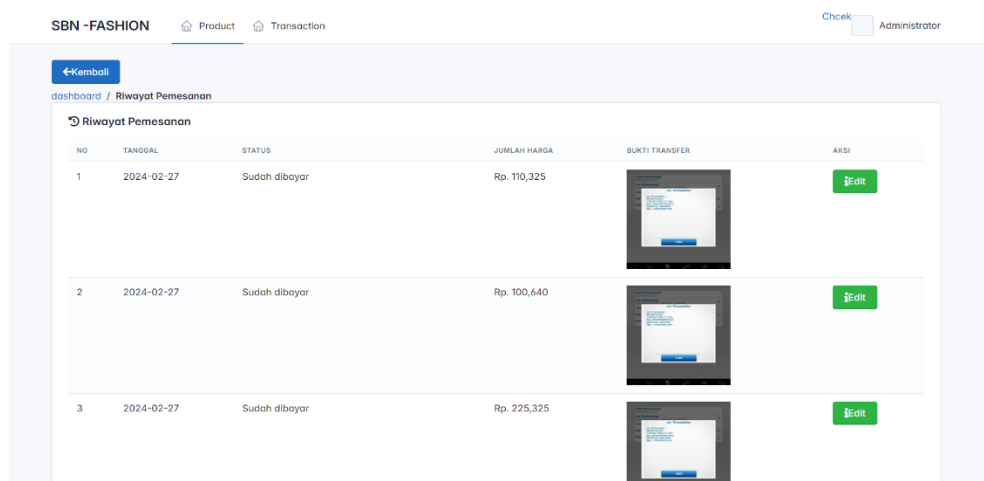 SBN -FASHION Product Transaction Chcek Administrator
Kembali
dashboard / Riwayat Pemesanan
Riwayat Pemesanan
NO TANGGAL STATUS JUMLAH HARGA BUKTI TRANSFER AKSI
1 2024-02-27 Sudah dibayar Rp. 110,325 Edit
2 2024-02-27 Sudah dibayar Rp. 100,640 Edit
3 2024-02-27 Sudah dibayar Rp. 225,325 Edit